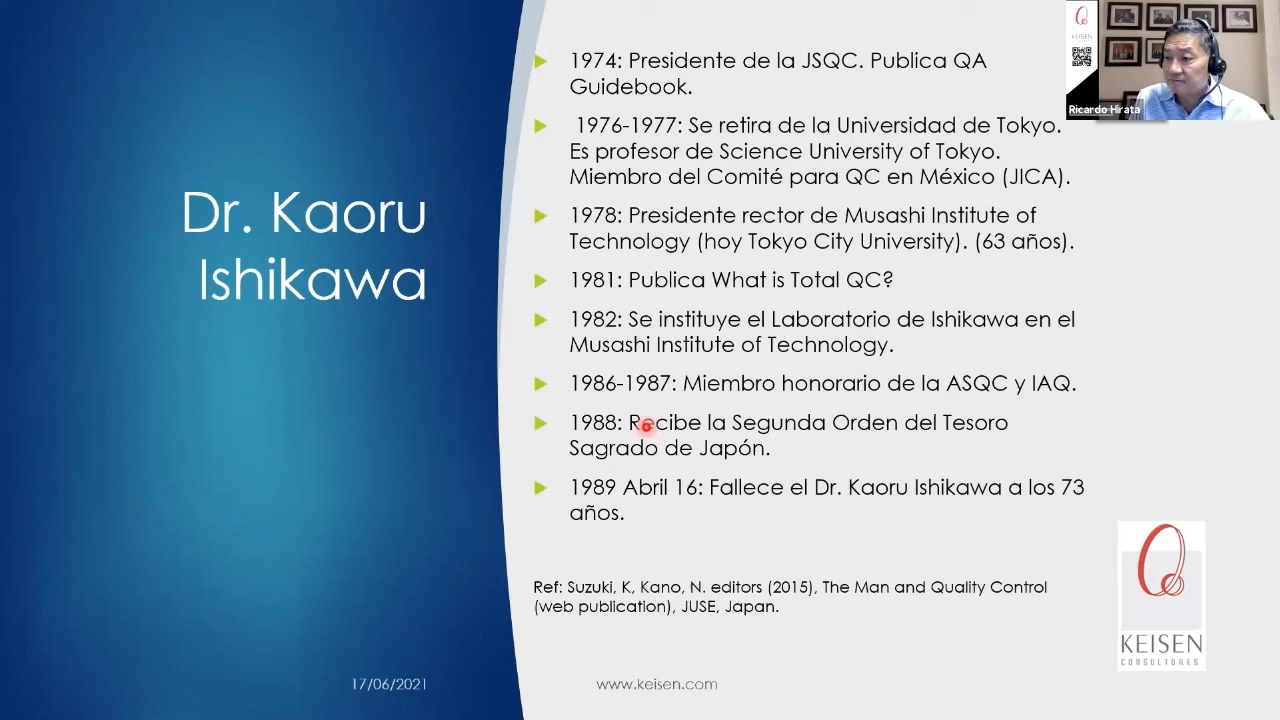 Dr. Kaoru
Ishikawa
1974: Presidente de la JSQC. Publica QA
Guidebook.
1976-1977: Se retira de la Universidad de Tokyo.
Es profesor de Science University of Tokyo.
Miembro del Comité para QC en México (JICA).
1978: Presidente rector de Musashi Institute of
Technology (hoy Tokyo City University). (63 años).
1981: Publica What is Total QC?
1982: Se instituye el Laboratorio de Ishikawa en el
Musashi Institute of Technology.
1986-1987: Miembro honorario de la ASQC y IAQ.
1988: Recibe la Segunda Orden del Tesoro
Sagrado de Japón.
1989 Abril 16: Fallece el Dr. Kaoru Ishikawa a los 73
años.
Ref: Suzuki, K, Kano, N. editors (2015), The Man and Quality Control
(web publication), JUSE, Japan.
17/06/2021
www.keisen.com
KEISEN
CONSULTORES
KEISEN
Ricardo Hirata